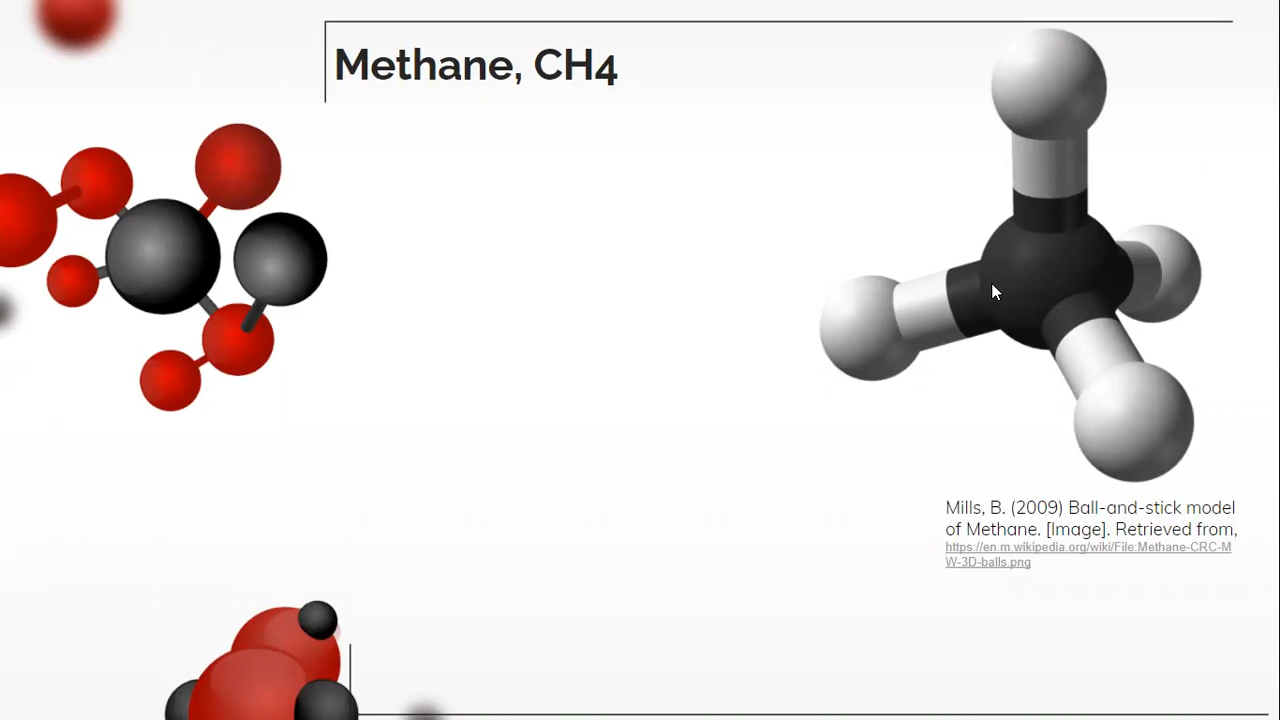 Methane, CH4
Mills, B. (2009) Ball-and-stick model
of Methane. [Image]. Retrieved from,
https://en.m.wikipedia.org/wiki/File:Methane-CRC-M
W-3D-balls.png